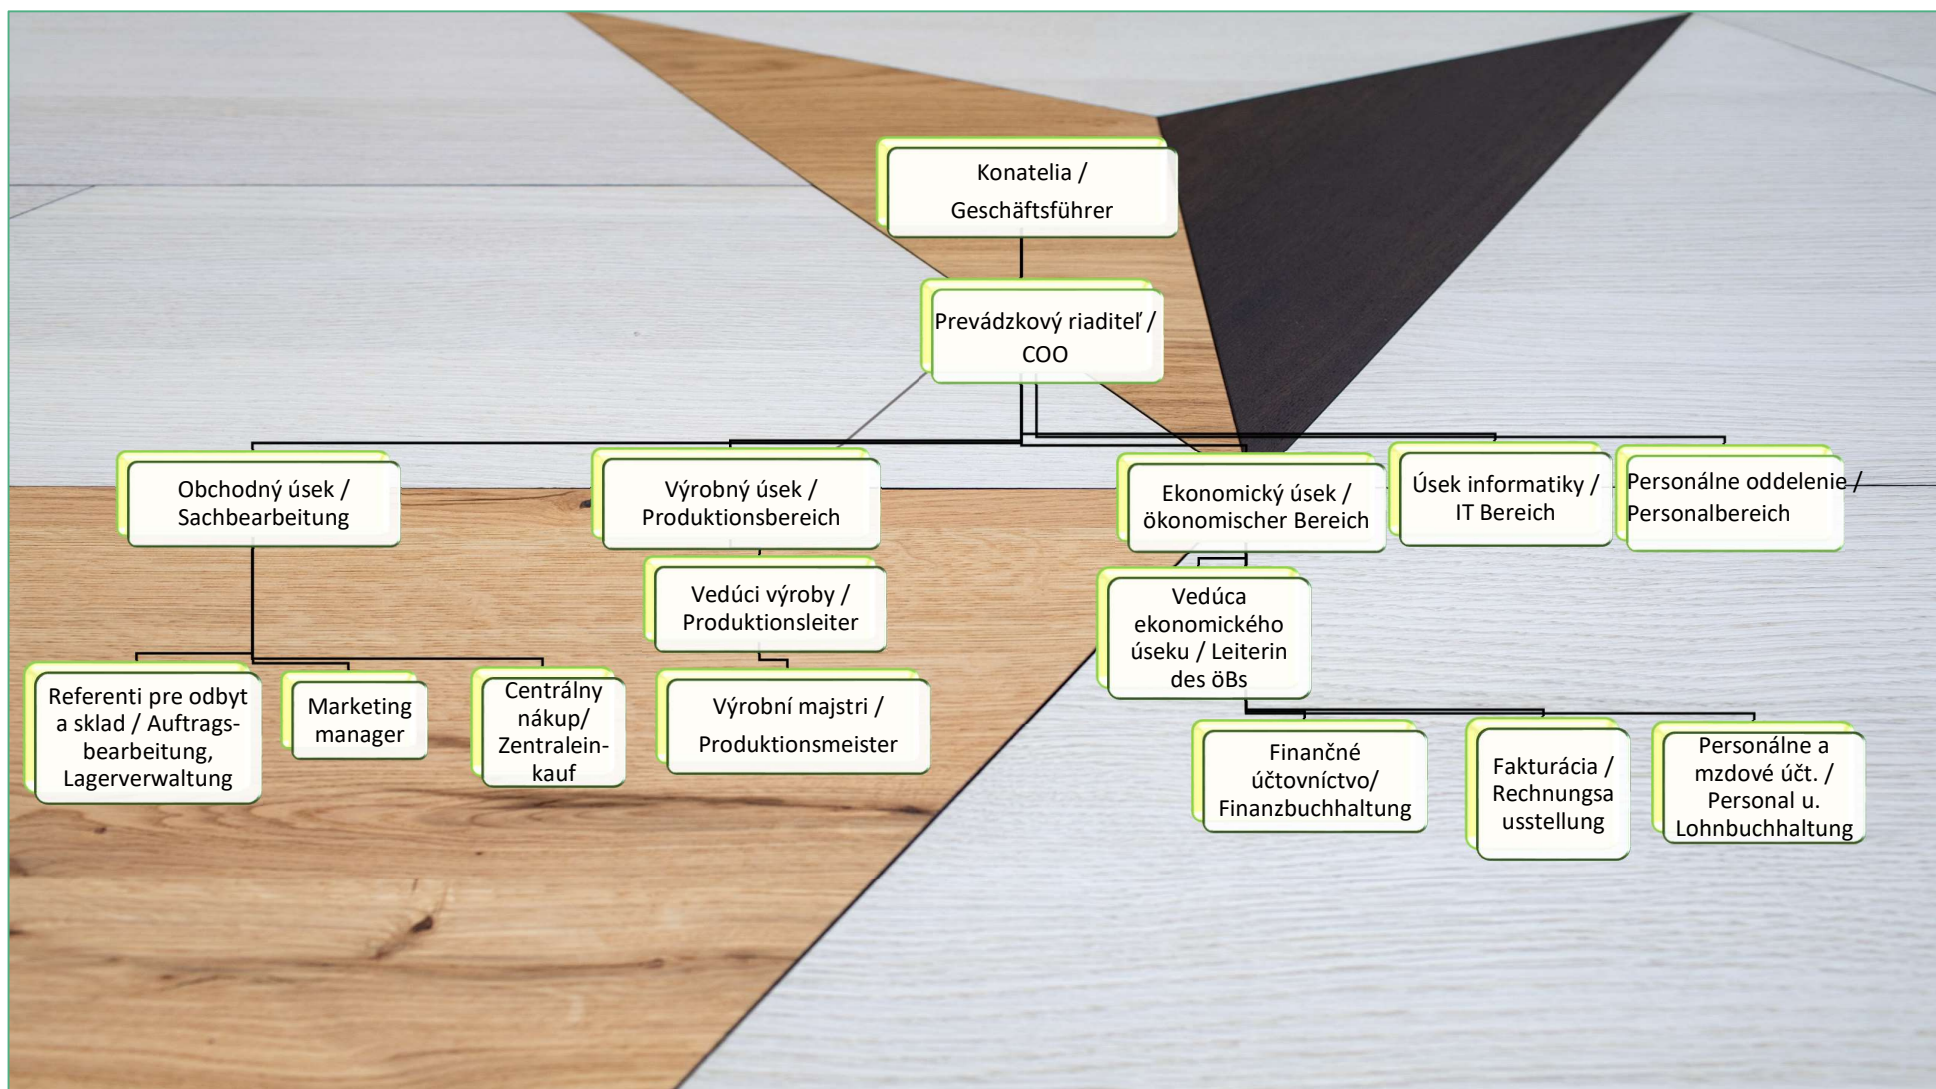 Konatelia /
Geschäftsführer
Prevádzkový riaditeľ /
COO
Obchodný úsek /
Sachbearbeitung
Výrobný úsek /
Produktionsbereich
Ekonomický úsek /
ökonomischer Bereich
Úsek informatiky /
IT Bereich
Personálne oddelenie /
Personalbereich
Vedúci výroby /
Produktionsleiter
Vedúca
ekonomického
úseku / Leiterin
des öBs
Referenti pre odbyt
a sklad / Auftrags-
bearbeitung,
Lagerverwaltung
Marketing
manager
Centrálny
nákup/
Zentralein-
kauf
Výrobní majstri /
Produktionsmeister
Finančné
účtovníctvo/
Finanzbuchhaltung
Fakturácia /
Rechnungsa
usstellung
Personálne a
mzdové účt. /
Personal u.
Lohnbuchhaltung